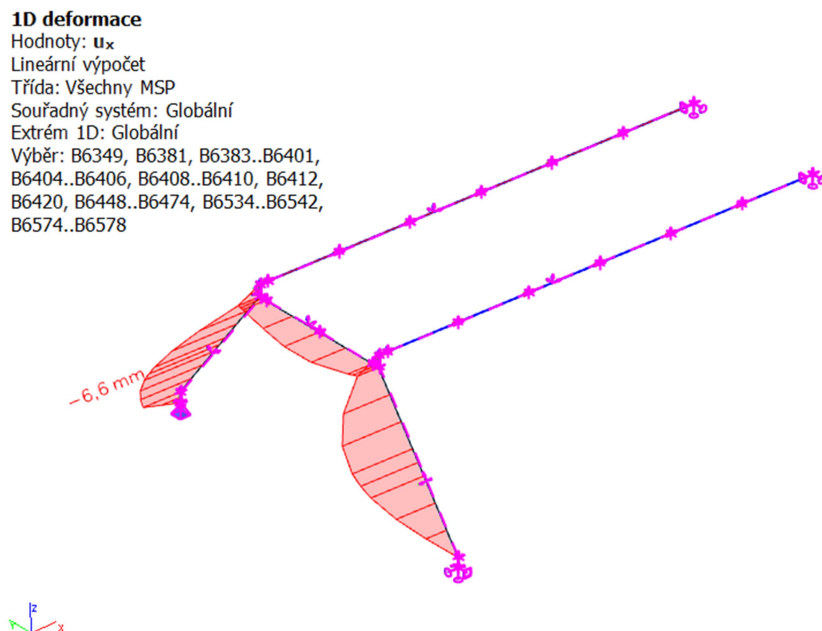 1D deformace
Hodnoty: ux
Lineární výpočet
Třída: Všechny MSP
Souřadný systém: Globální
Extrém 1D: Globální
Výběr: B6349, B6381, B6383..B6401,
B6404..B6406, B6408..B6410, B6412,
B6420, B6448..B6474, B6534..B6542,
B6574..B6578
-6,6 mm
z
x